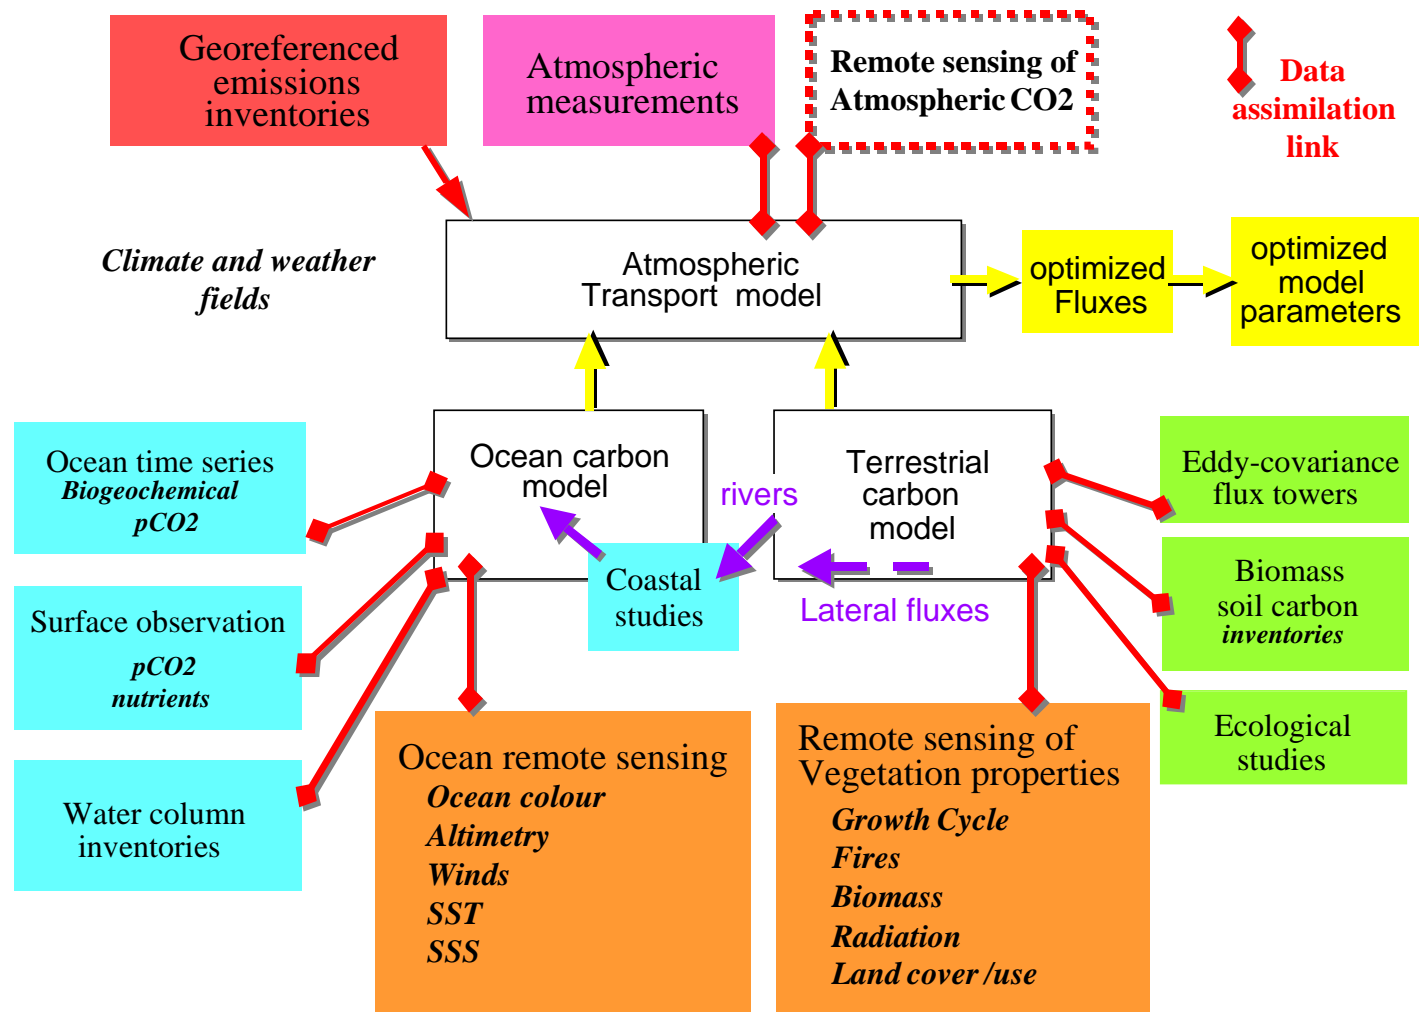 Georeferenced
emissions
inventories
Atmospheric
measurements
Remote sensing of
Atmospheric CO2
Data
assimilation
link
Climate and weather
fields
Atmospheric
Transport model
optimized
Fluxes
optimized
model
parameters
Ocean time series
Biogeochemical
pCO2
Ocean carbon
model
rivers
Terrestrial
carbon
model
Eddy-covariance
flux towers
Surface observation
pCO2
nutrients
Coastal
studies
Lateral fluxes
Biomass
soil carbon
inventories
Water column
inventories
Ocean remote sensing
Ocean colour
Altimetry
Winds
SST
SSS
Remote sensing of
Vegetation properties
Growth Cycle
Fires
Biomass
Radiation
Land cover /use
Ecological
studies